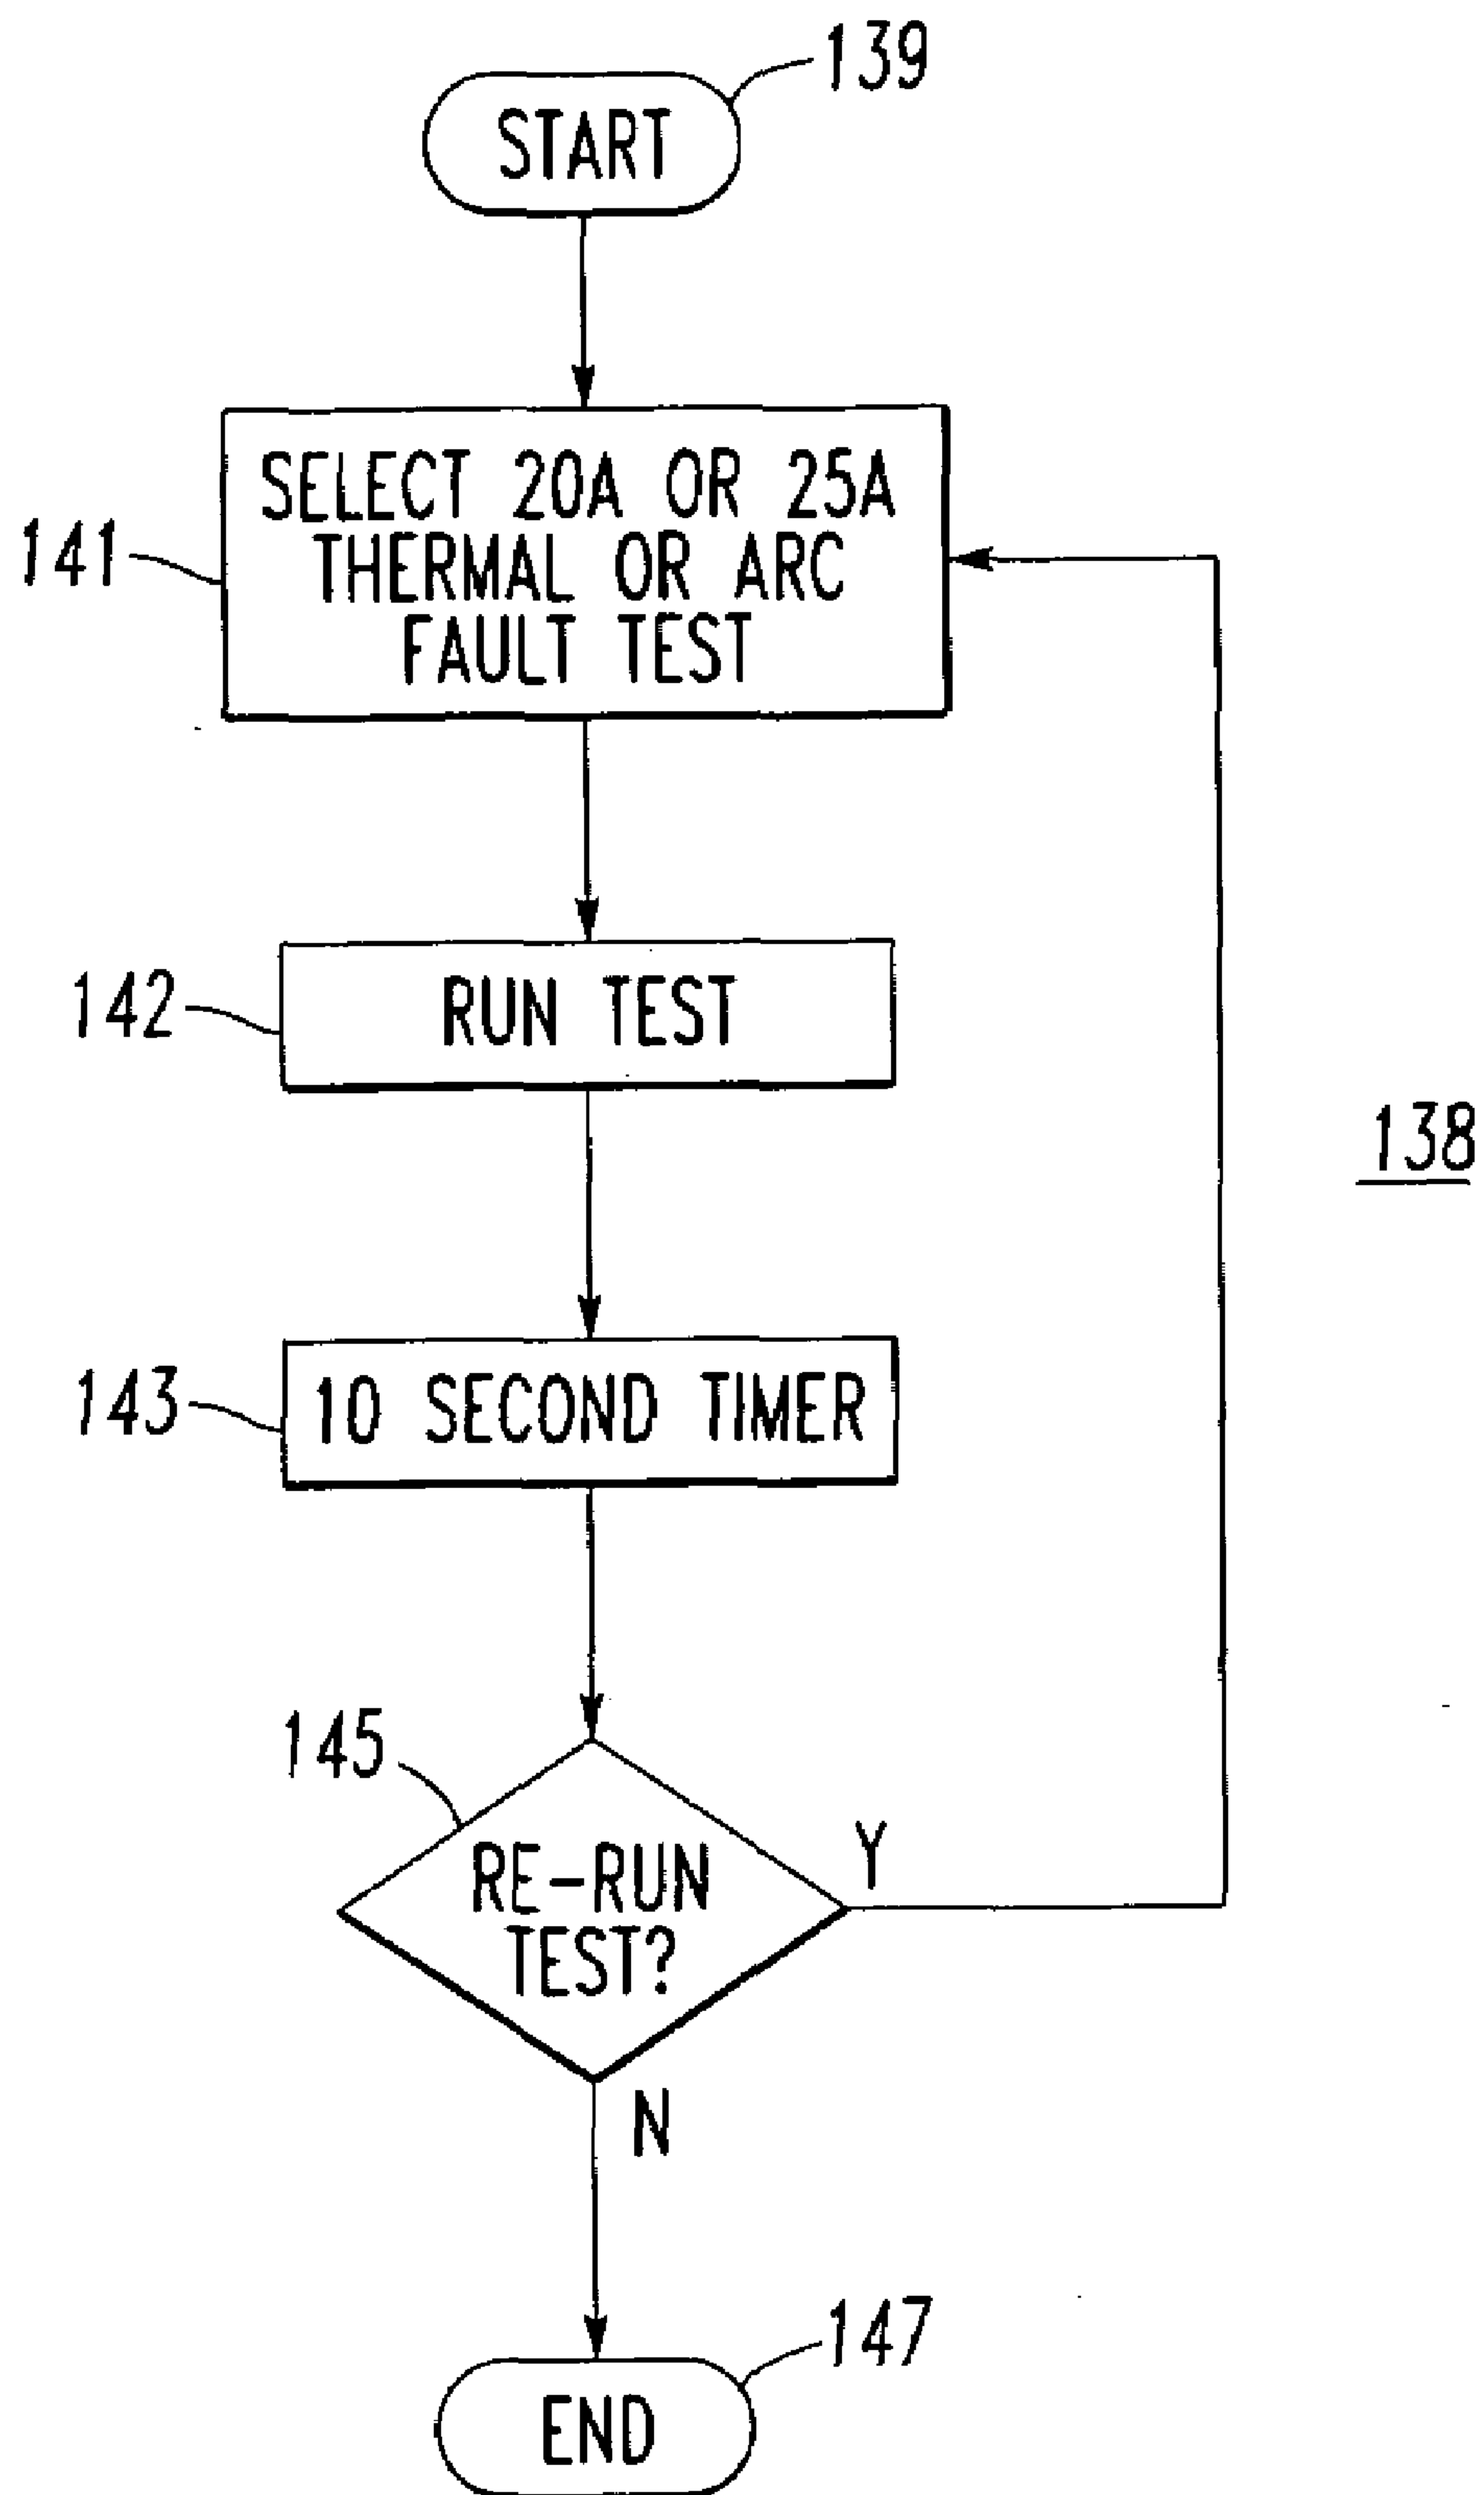 139
START
SELECT 20A OR 25A
THERMAL OR ARC
FAULT TEST
141
142
RUN TEST
138
143
10 SECOND TIMER
145
RE-RUN
TEST?
Y
N
147
END